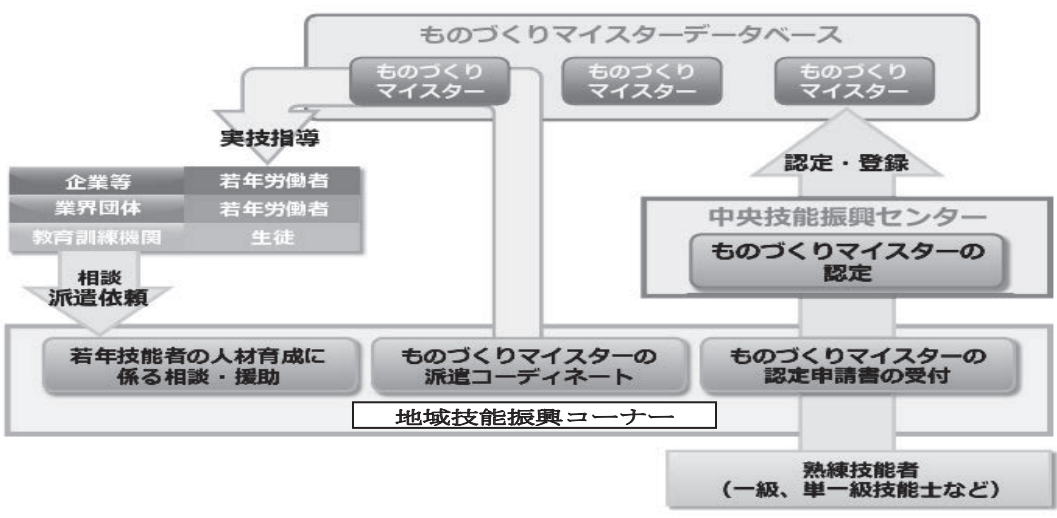 ものづくりマイスターデータベース
ものづくり
マイスター
ものづくり
マイスター
ものづくり
マイスター
実技指導
企業等
若年労働者
業界団体
若年労働者
教育訓練機関
生徒
相談
派遣依頼
認定・登録
中央技能振興センター
ものづくりマイスターの
認定
若年技能者の人材育成に
係る相談・援助
ものづくりマイスターの
派遣コーディネート
ものづくりマイスターの
認定申請書の受付
地域技能振興コーナー
熟練技能者
（一級、単一級技能士など）